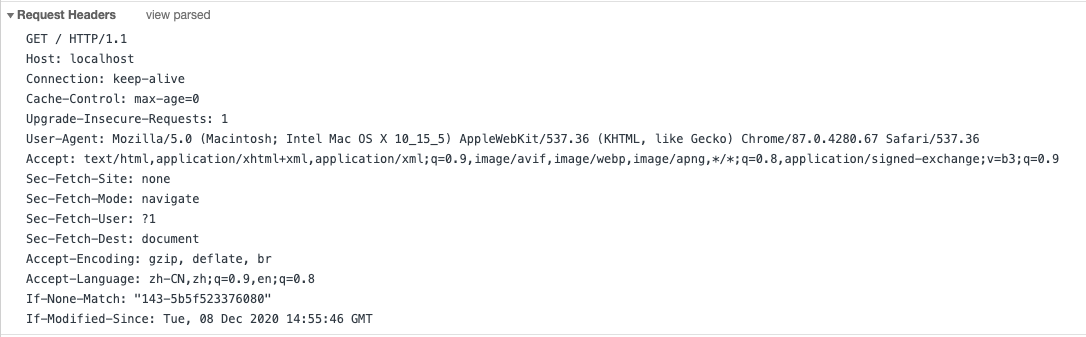 Request Headers view parsed
GET / HTTP/1.1
Host: localhost
Connection: keep-alive
Cache-Control: max-age=0
Upgrade-Insecure-Requests: 1
User-Agent: Mozilla/5.0 (Macintosh; Intel Mac OS X 10_15_5) AppleWebKit/537.36 (KHTML, like Gecko) Chrome/87.0.4280.67 Safari/537.36
Accept: text/html,application/xhtml+xml,application/xml;q=0.9,image/avif,image/webp,image/apng,*/*;q=0.8,application/signed-exchange;v=b3;q=0.9
Sec-Fetch-Site: none
Sec-Fetch-Mode: navigate
Sec-Fetch-User: ?1
Sec-Fetch-Dest: document
Accept-Encoding: gzip, deflate, br
Accept-Language: zh-CN,zh;q=0.9,en;q=0.8
If-None-Match: "143-5b5f523376080"
If-Modified-Since: Tue, 08 Dec 2020 14:55:46 GMT